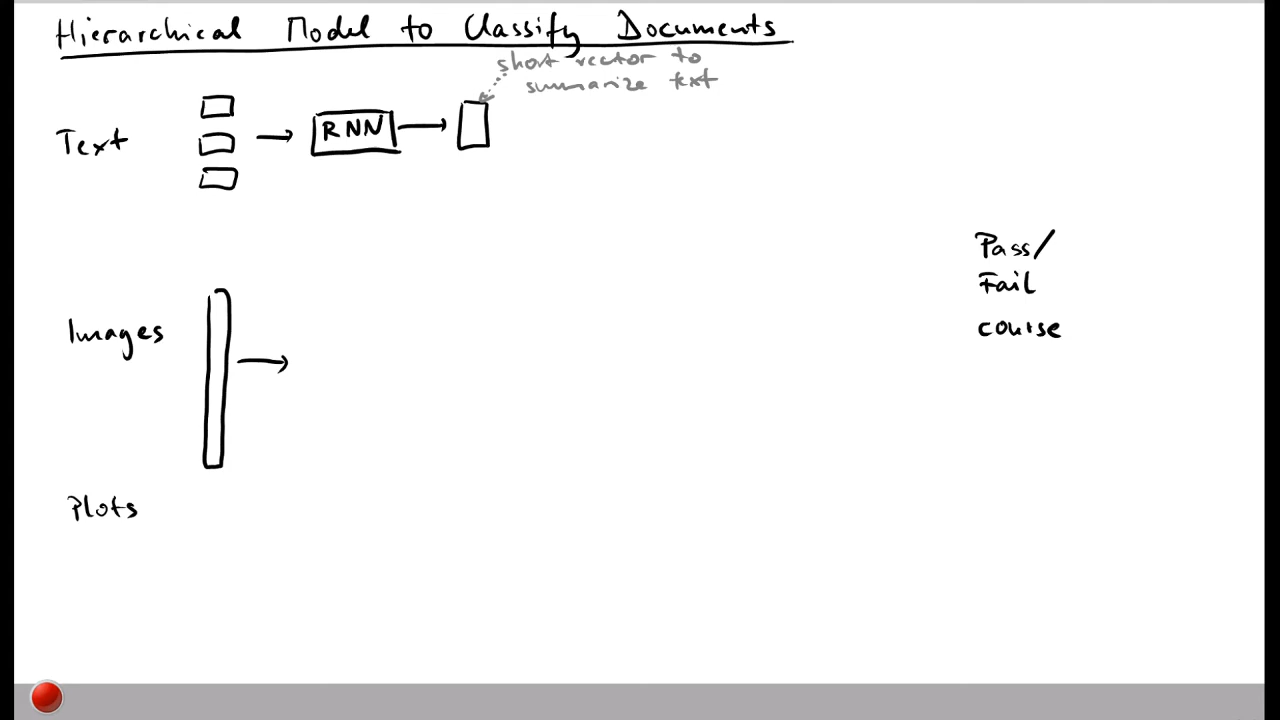 Hierarchical Model to Classify Documents
short vector to
summarize text
Text
RNN
Pass/
Fail
course
Images
Plots